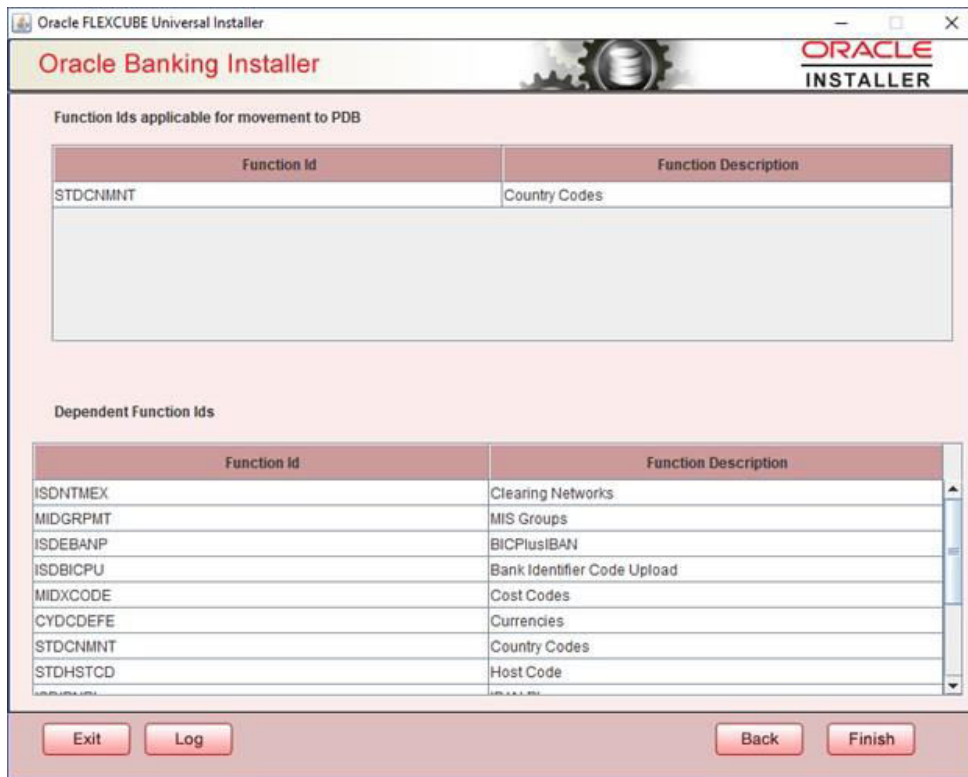 Oracle FLEXCUBE Universal Installer
Oracle Banking Installer
ORACLE
INSTALLER
Function Ids applicable for movement to PDB
Function Id Function Description
STDCNMNT Country Codes
Dependent Function Ids
Function Id Function Description
ISDNTMEX Clearing Networks
MIDGRPMT MIS Groups
ISDEBANP BICPlusIBAN
ISDBICPU Bank Identifier Code Upload
MIDXCODE Cost Codes
CYDCDEFE Currencies
STDCNMNT Country Codes
STDHSTCD Host Code
Exit Log Back Finish